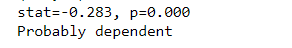 stat=-0.283, p=0.000
Probably dependent